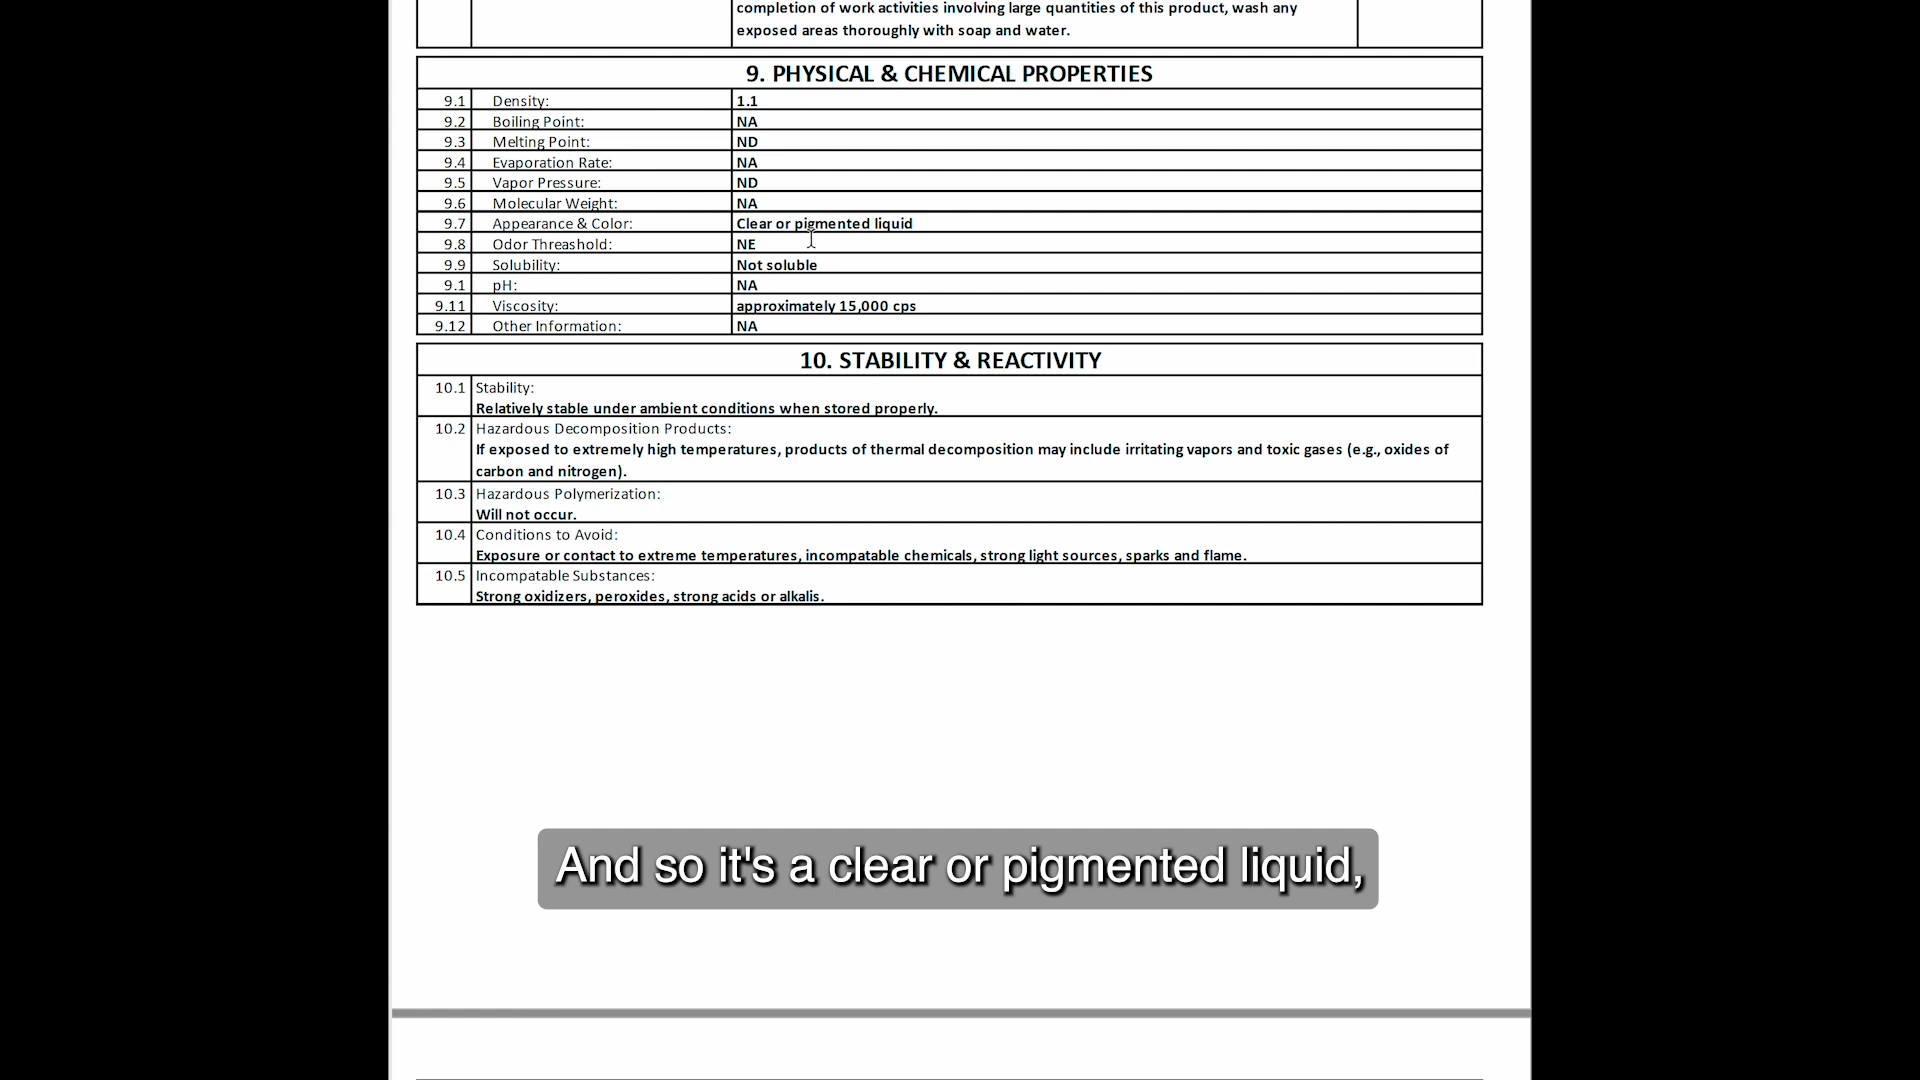 completion of work activities involving large quantities of this product, wash any
exposed areas thoroughly with soap and water.
9. PHYSICAL & CHEMICAL PROPERTIES
9.1 Density: 1.1
9.2 Boiling Point: NA
9.3 Melting Point: ND
9.4 Evaporation Rate: NA
9.5 Vapor Pressure: ND
9.6 Molecular Weight: NA
9.7 Appearance & Color: Clear or pigmented liquid
9.8 Odor Threashold: NE
9.9 Solubility: Not soluble
9.1 pH: NA
9.11 Viscosity: approximately 15,000 cps
9.12 Other Information: NA
10. STABILITY & REACTIVITY
10.1 Stability:
Relatively stable under ambient conditions when stored properly.
10.2 Hazardous Decomposition Products:
If exposed to extremely high temperatures, products of thermal decomposition may include irritating vapors and toxic gases (e.g., oxides of
carbon and nitrogen).
10.3 Hazardous Polymerization:
Will not occur.
10.4 Conditions to Avoid:
Exposure or contact to extreme temperatures, incompatable chemicals, strong light sources, sparks and flame.
10.5 Incompatable Substances:
Strong oxidizers, peroxides, strong acids or alkalis.
And so it's a clear or pigmented liquid,